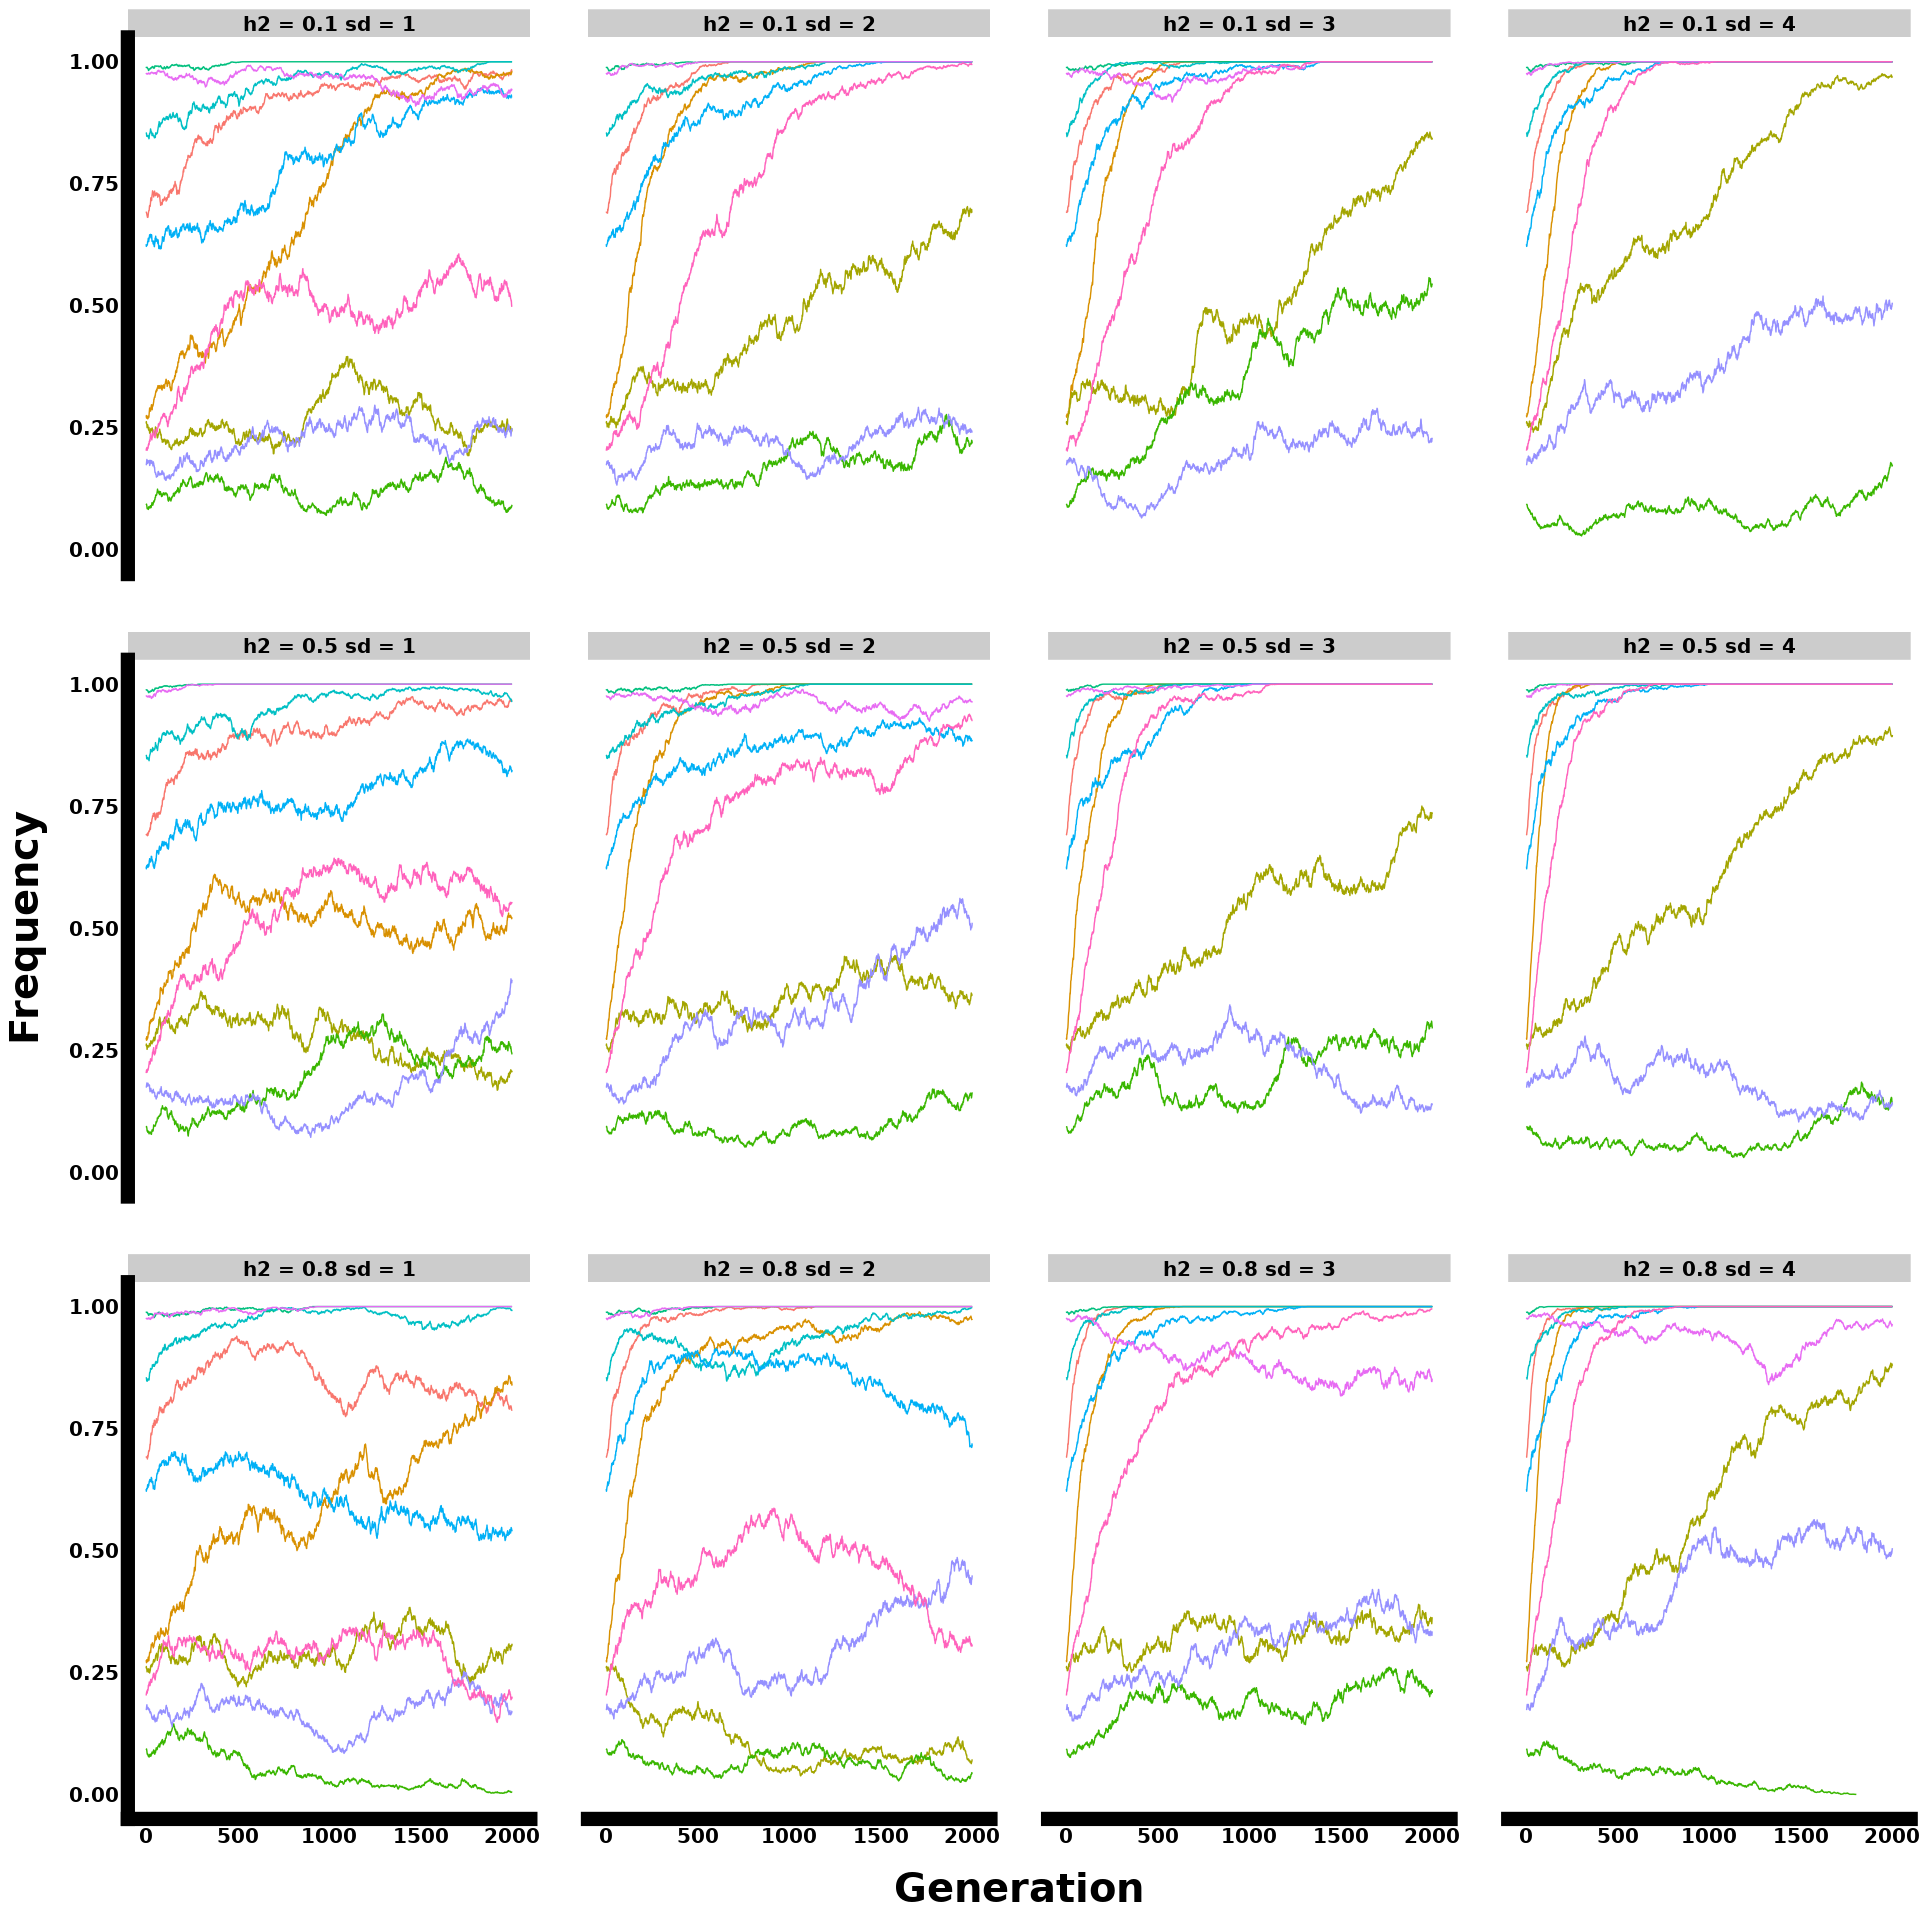 h2 = 0.1 sd = 1
h2 = 0.1 sd = 2
h2 = 0.1 sd = 3
h2 = 0.1 sd = 4
1.00
0.75
0.50
0.25
0.00
h2 = 0.5 sd = 1
h2 = 0.5 sd = 2
h2 = 0.5 sd = 3
h2 = 0.5 sd = 4
1.00
0.75
0.50
0.25
0.00
Frequency
h2 = 0.8 sd = 1
h2 = 0.8 sd = 2
h2 = 0.8 sd = 3
h2 = 0.8 sd = 4
1.00
0.75
0.50
0.25
0.00
0 500 1000 1500 2000
0 500 1000 1500 2000
0 500 1000 1500 2000
0 500 1000 1500 2000
Generation